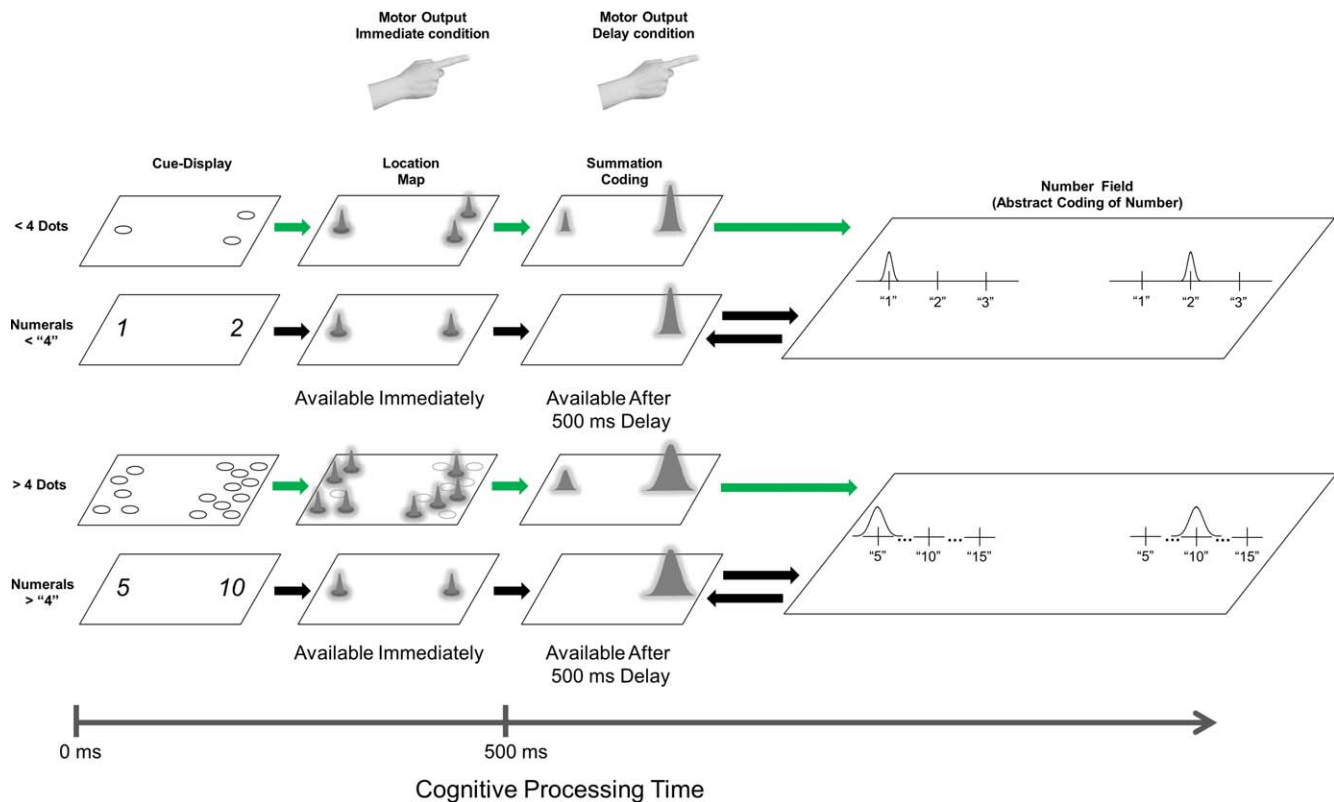 Motor Output
Immediate condition
Motor Output
Delay condition
Cue-Display
Location
Map
Summation
Coding
Number Field
(Abstract Coding of Number)
< 4 Dots
"1"
"2"
"3"
"1"
"2"
"3"
Numerals
< "4"
1
2
Available Immediately
Available After
500 ms Delay
> 4 Dots
"5"
"10"
"15"
"5"
"10"
"15"
Numerals
> "4"
5
10
Available Immediately
Available After
500 ms Delay
0 ms
500 ms
Cognitive Processing Time